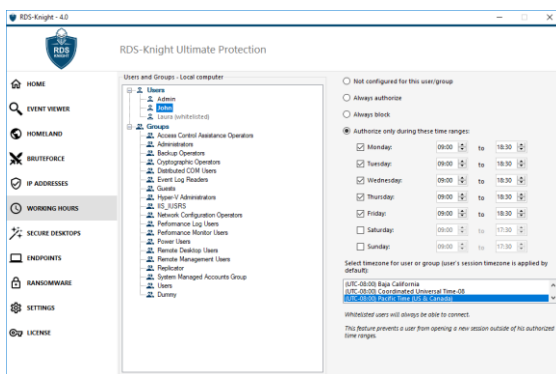 RDS-Knight - 4.0
RDS
KNIGHT
RDS-Knight Ultimate Protection
HOME
EVENT VIEWER
HOMELAND
BRUTEFORCE
IP ADDRESSES
WORKING HOURS
SECURE DESKTOPS
ENDPOINTS
RANSOMWARE
SETTINGS
LICENSE
Users and Groups - Local computer
Users
Admin
John
Laura (whitelisted)
Groups
Access Control Assistance Operators
Administrators
Backup Operators
Cryptographic Operators
Distributed COM Users
Event Log Readers
Guests
Hyper-V Administrators
IIS_IUSRS
Network Configuration Operators
Performance Log Users
Performance Monitor Users
Power Users
Remote Desktop Users
Remote Management Users
Replicator
System Managed Accounts Group
Users
Dummy
Not configured for this user/group
Always authorize
Always block
Authorize only during these time ranges:
Monday: 09:00 to 18:30
Tuesday: 09:00 to 18:30
Wednesday: 09:00 to 18:30
Thursday: 09:00 to 18:30
Friday: 09:00 to 18:30
Saturday: 09:00 to 17:30
Sunday: 09:00 to 17:30
Select timezone for user or group (user's session timezone is applied by
default):
(UTC-08:00) Baja California
(UTC-08:00) Coordinated Universal Time-08
(UTC-08:00) Pacific Time (US & Canada)
Whitelisted users will always be able to connect.
This feature prevents a user from opening a new session outside of his authorized
time ranges.